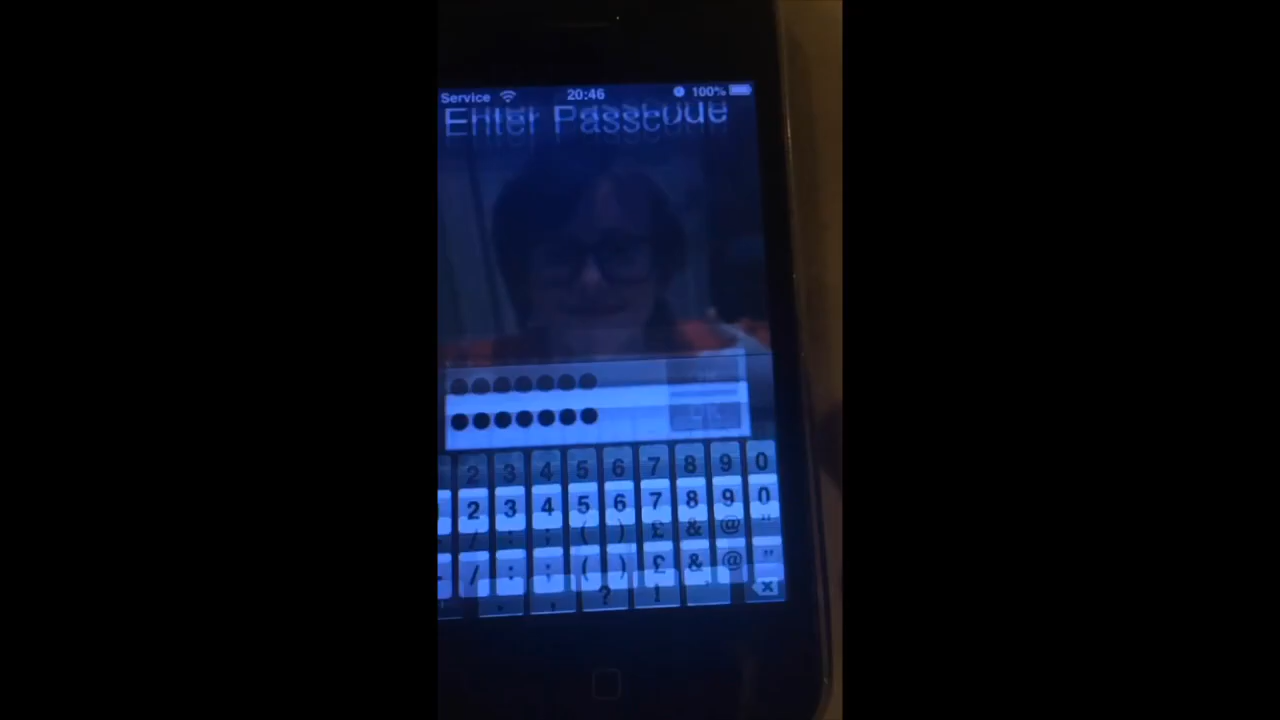 Service 20:46 100%
Enter Passcode
2 3 4 5 6 7 8 9 0
2 3 4 5 6 7 8 9 0
/ : ; ( ) £ & @ "
/ : ; ( ) £ & @ "
. , ? !